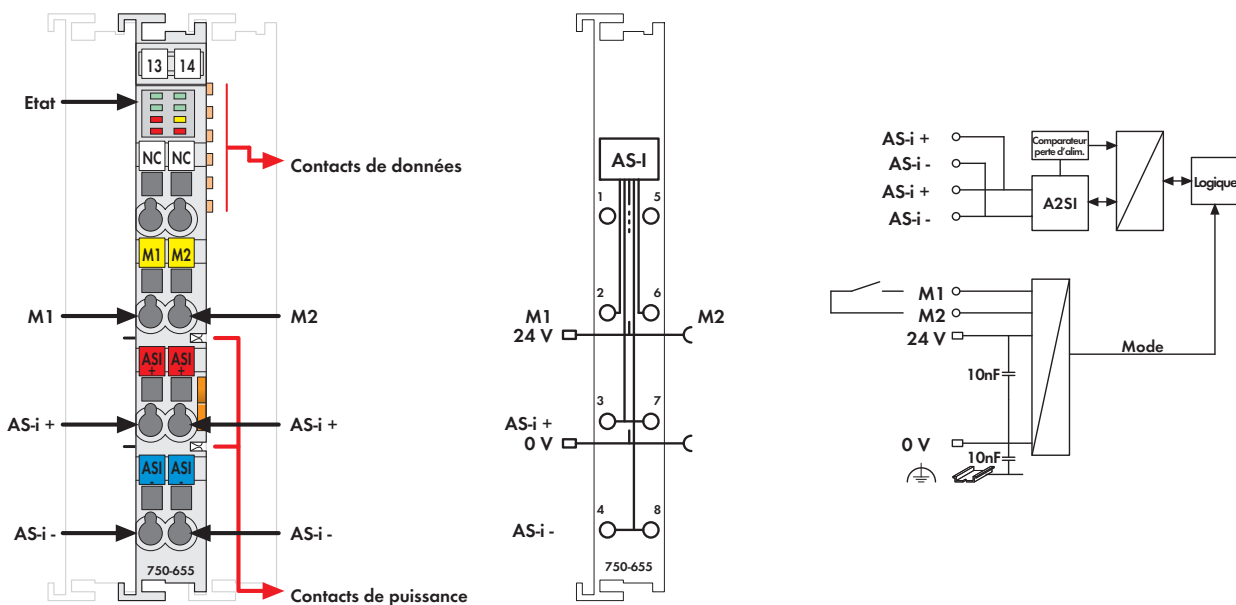 13 14
Etat
NC NC
Contacts de données
M1 M2
M1
M2
ASI + ASI +
AS-i +
AS-i +
ASI - ASI -
AS-i -
AS-i -
750-655
Contacts de puissance
AS-I
1
5
2
6
M1
24 V
M2
3
7
AS-i +
0 V
4
8
AS-i -
750-655
AS-i +
AS-i -
AS-i +
AS-i -
Comparateur
perte d'alim.
A2SI
Logique
M1
M2
24 V
Mode
10nF
0 V
10nF